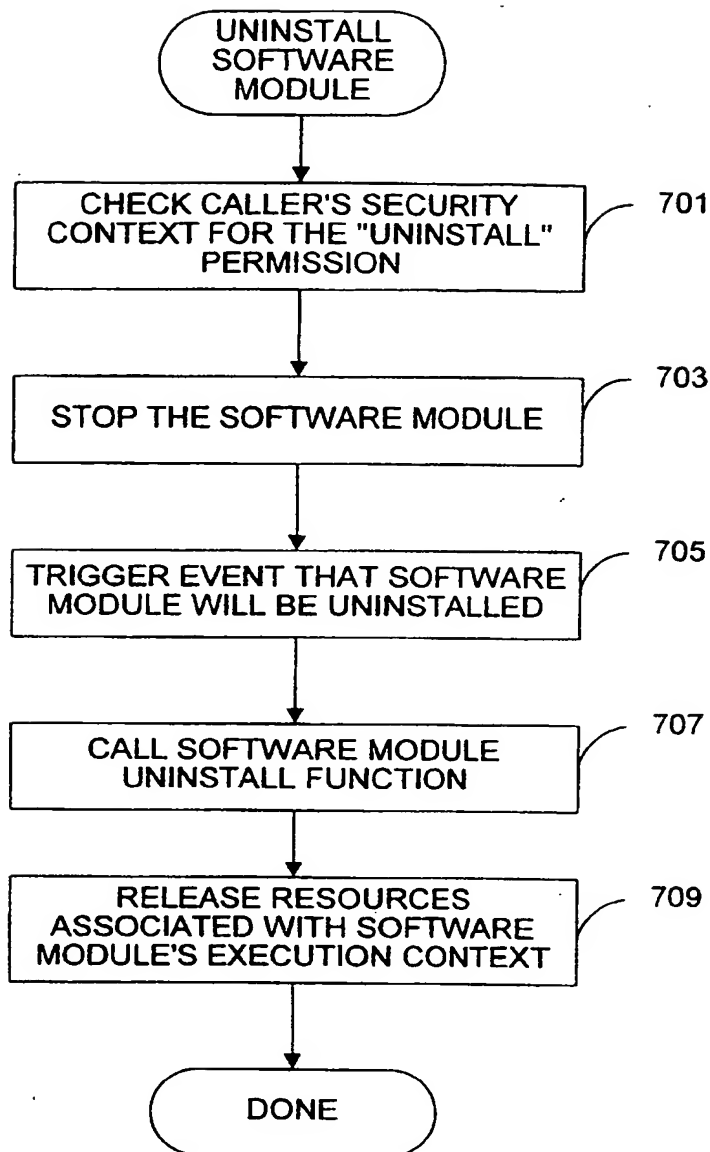 UNINSTALL
SOFTWARE
MODULE
CHECK CALLER'S SECURITY
CONTEXT FOR THE "UNINSTALL"
PERMISSION
701
STOP THE SOFTWARE MODULE
703
TRIGGER EVENT THAT SOFTWARE
MODULE WILL BE UNINSTALLED
705
CALL SOFTWARE MODULE
UNINSTALL FUNCTION
707
RELEASE RESOURCES
ASSOCIATED WITH SOFTWARE
MODULE'S EXECUTION CONTEXT
709
DONE